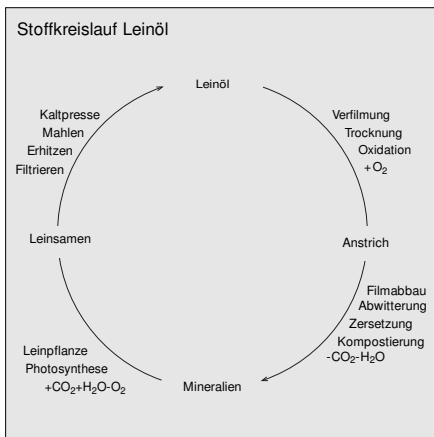 Stoffkreislauf Leinöl
Leinöl
Verfilmung
Trocknung
Oxidation
+O₂
Anstrich
Filmabbau
Abwitterung
Zersetzung
Kompostierung
-CO₂-H₂O
Mineralien
Leinpflanze
Photosynthese
+CO₂+H₂O-O₂
Leinsamen
Kaltpresse
Mahlen
Erhitzen
Filtrieren